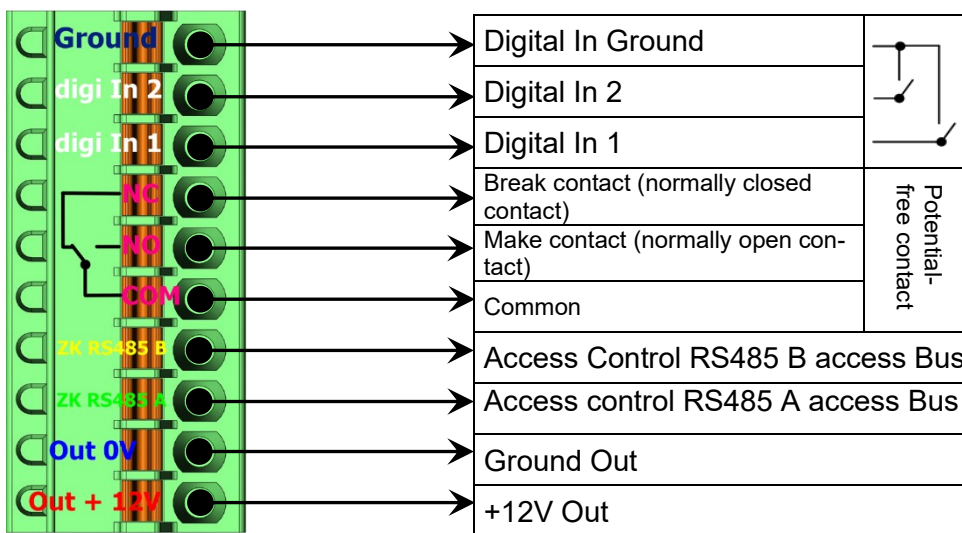 Ground
Digital In Ground
digi In 2
Digital In 2
digi In 1
Digital In 1
NC
Break contact (normally closed
contact)
NO
Make contact (normally open con-
tact)
COM
Common
Potential-
free contact
ZK RS485 B
Access Control RS485 B access Bus
ZK RS485 A
Access control RS485 A access Bus
Out 0V
Ground Out
Out + 12V
+12V Out